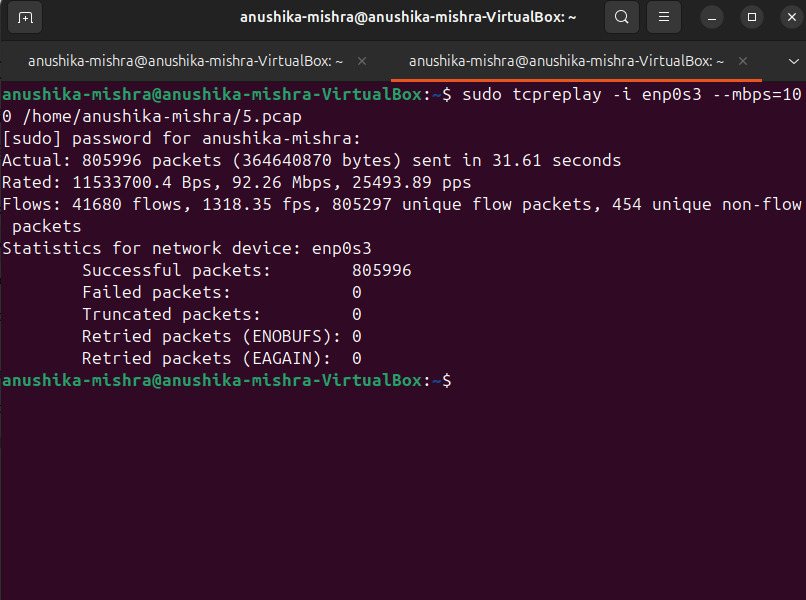 anushika-mishra@anushika-mishra-VirtualBox: ~
anushika-mishra@anushika-mishra-VirtualBox: ~
anushika-mishra@anushika-mishra-VirtualBox: ~
anushika-mishra@anushika-mishra-VirtualBox:~$ sudo tcpreplay -i enp0s3 --mbps=10
0 /home/anushika-mishra/5.pcap
[sudo] password for anushika-mishra:
Actual: 805996 packets (364640870 bytes) sent in 31.61 seconds
Rated: 11533700.4 Bps, 92.26 Mbps, 25493.89 pps
Flows: 41680 flows, 1318.35 fps, 805297 unique flow packets, 454 unique non-flow
 packets
Statistics for network device: enp0s3
        Successful packets:        805996
        Failed packets:            0
        Truncated packets:         0
        Retried packets (ENOBUFS): 0
        Retried packets (EAGAIN):  0
anushika-mishra@anushika-mishra-VirtualBox:~$